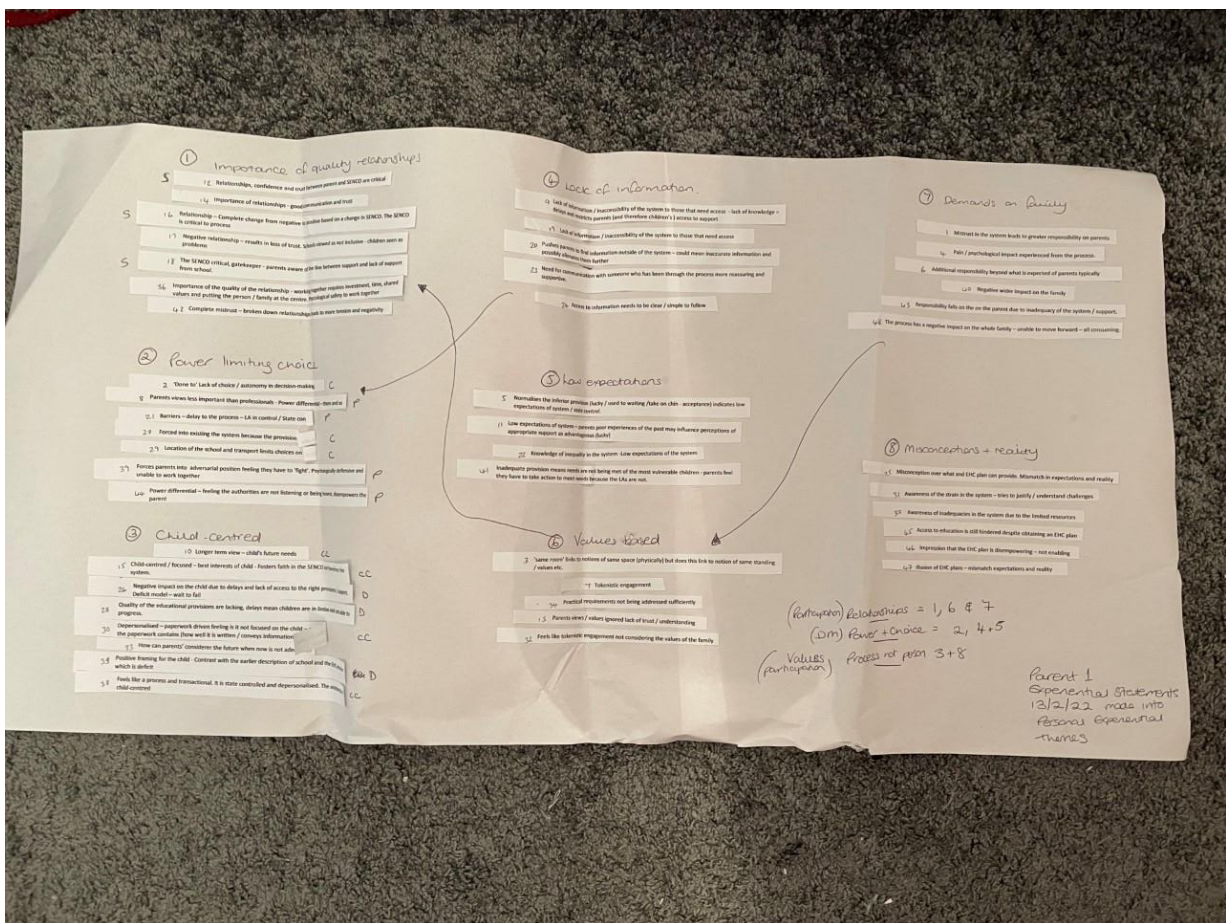 ① Importance of quality relationships
S 12 Relationships, confidence and trust between parent and SENCO are critical
14 Importance of relationships - good communication and trust
S 16 Relationship – Complete change from negative to positive based on a change in SENCO. The SENCO
is critical to process
17 Negative relationship – results in loss of trust. Schools viewed as not inclusion - children seen as
problems
S 18 The SENCO critical, gatekeeper - parents aware of the line between support and lack of support
from school.
36 Importance of the quality of the relationship - working together requires investment, time, shared
values and putting the person / family at the centre. Psychological safety to work together
42 Complete mistrust – broken down relationships leads to more tension and negativity
② Power limiting choice
2 'Done to' Lack of choice / autonomy in decision-making C
8 Parents views less important than professionals - Power differential - P
21 Barriers – delay to the process – LA in control / State con P
28 Forced into existing the system because the provision C
29 Location of the school and transport limits choices on C
39 Forces parents into adversarial position feeling they have to 'fight'. defensive and P
unable to work together
44 Power differential – feeling the authorities are not listening or being heard, disempowers the P
parent
③ Child-centred
10 Longer term view – child's future needs CC
15 Child-centred / focused – best interests of child - Fosters faith in the SENCO the CC
system.
26 Negative impact on the child due to delays and lack of access to the right provision / support. D
Deficit model – wait to fail
28 Quality of the educational provisions are lacking, delays mean children are in and unable to D
progress.
30 Depersonalised – paperwork driven feeling is it not focused on the child – CC
the paperwork contains (how well it is written / conveys information
33 How can parents' considerer the future when now is not ade
35 Positive framing for the child - Contrast with the earlier description of school and the D
which is deficit
38 Feels like a process and transactional. It is state controlled and depersonalised. The CC
child-centred
④ Lack of information.
9 Lack of information / inaccessibility of the system to those that need access - lack of knowledge –
delays and restricts parents (and therefore children's) access to support
19 Lack of information / inaccessibility of the system to those that need access
20 Pushes parents to find information outside of the system – could mean inaccurate information and
possibly alienate them further
23 Need for communication with someone who has been through the process more reassuring and
supportive.
24 Access to information needs to be clear / simple to follow
⑤ Low expectations
5 Normalises the inferior provision (lucky / used to waiting /take on chin - acceptance) indicates low
expectations of system / control.
11 Low expectations of system – parents poor experiences of the past may influence perceptions of
appropriate support as advantageous (lucky)
22 Knowledge of inequality in the system -Low expectations of the system
41 Inadequate provision means needs are not being met of the most vulnerable children - parents feel
they have to take action to meet needs because the LAs are not.
⑥ Values-based
3 'same room' links to notions of same space (physically) but does this link to notion of same standing
/ values etc.
7 Tokenistic engagement
34 Practical requirements not being addressed sufficiently
13 Parents views / values ignored lack of trust / understanding
32 Feels like tokenistic engagement not considering the values of the family
⑦ Demands on family
1 Mistrust in the system leads to greater responsibility on parents
4 Pain / psychological impact experienced from the process.
6 Additional responsibility beyond what is expected of parents typically
40 Negative wider impact on the family
43 Responsibility falls on the on the parent due to inadequacy of the system / support.
48 The process has a negative impact on the whole family – unable to move forward – all consuming.
⑧ Misconceptions + reality
25 Misconception over what and EHC plan can provide. Mismatch in expectations and reality
31 Awareness of the strain in the system – tries to justify / understand challenges
32 Awareness of inadequacies in the system due to the limited resources
45 Access to education is still hindered despite obtaining an EHC plan
46 Impression that the EHC plan is disempowering – not enabling
47 Illusion of EHC plans – mismatch expectations and reality
(Participation) Relationships = 1, 6 & 7
(DM) Power + Choice = 2, 4+5
(Values participation) Process not person 3+8
Parent 1
Experiential Statements
13/2/22 made into
Personal Experiential
themes